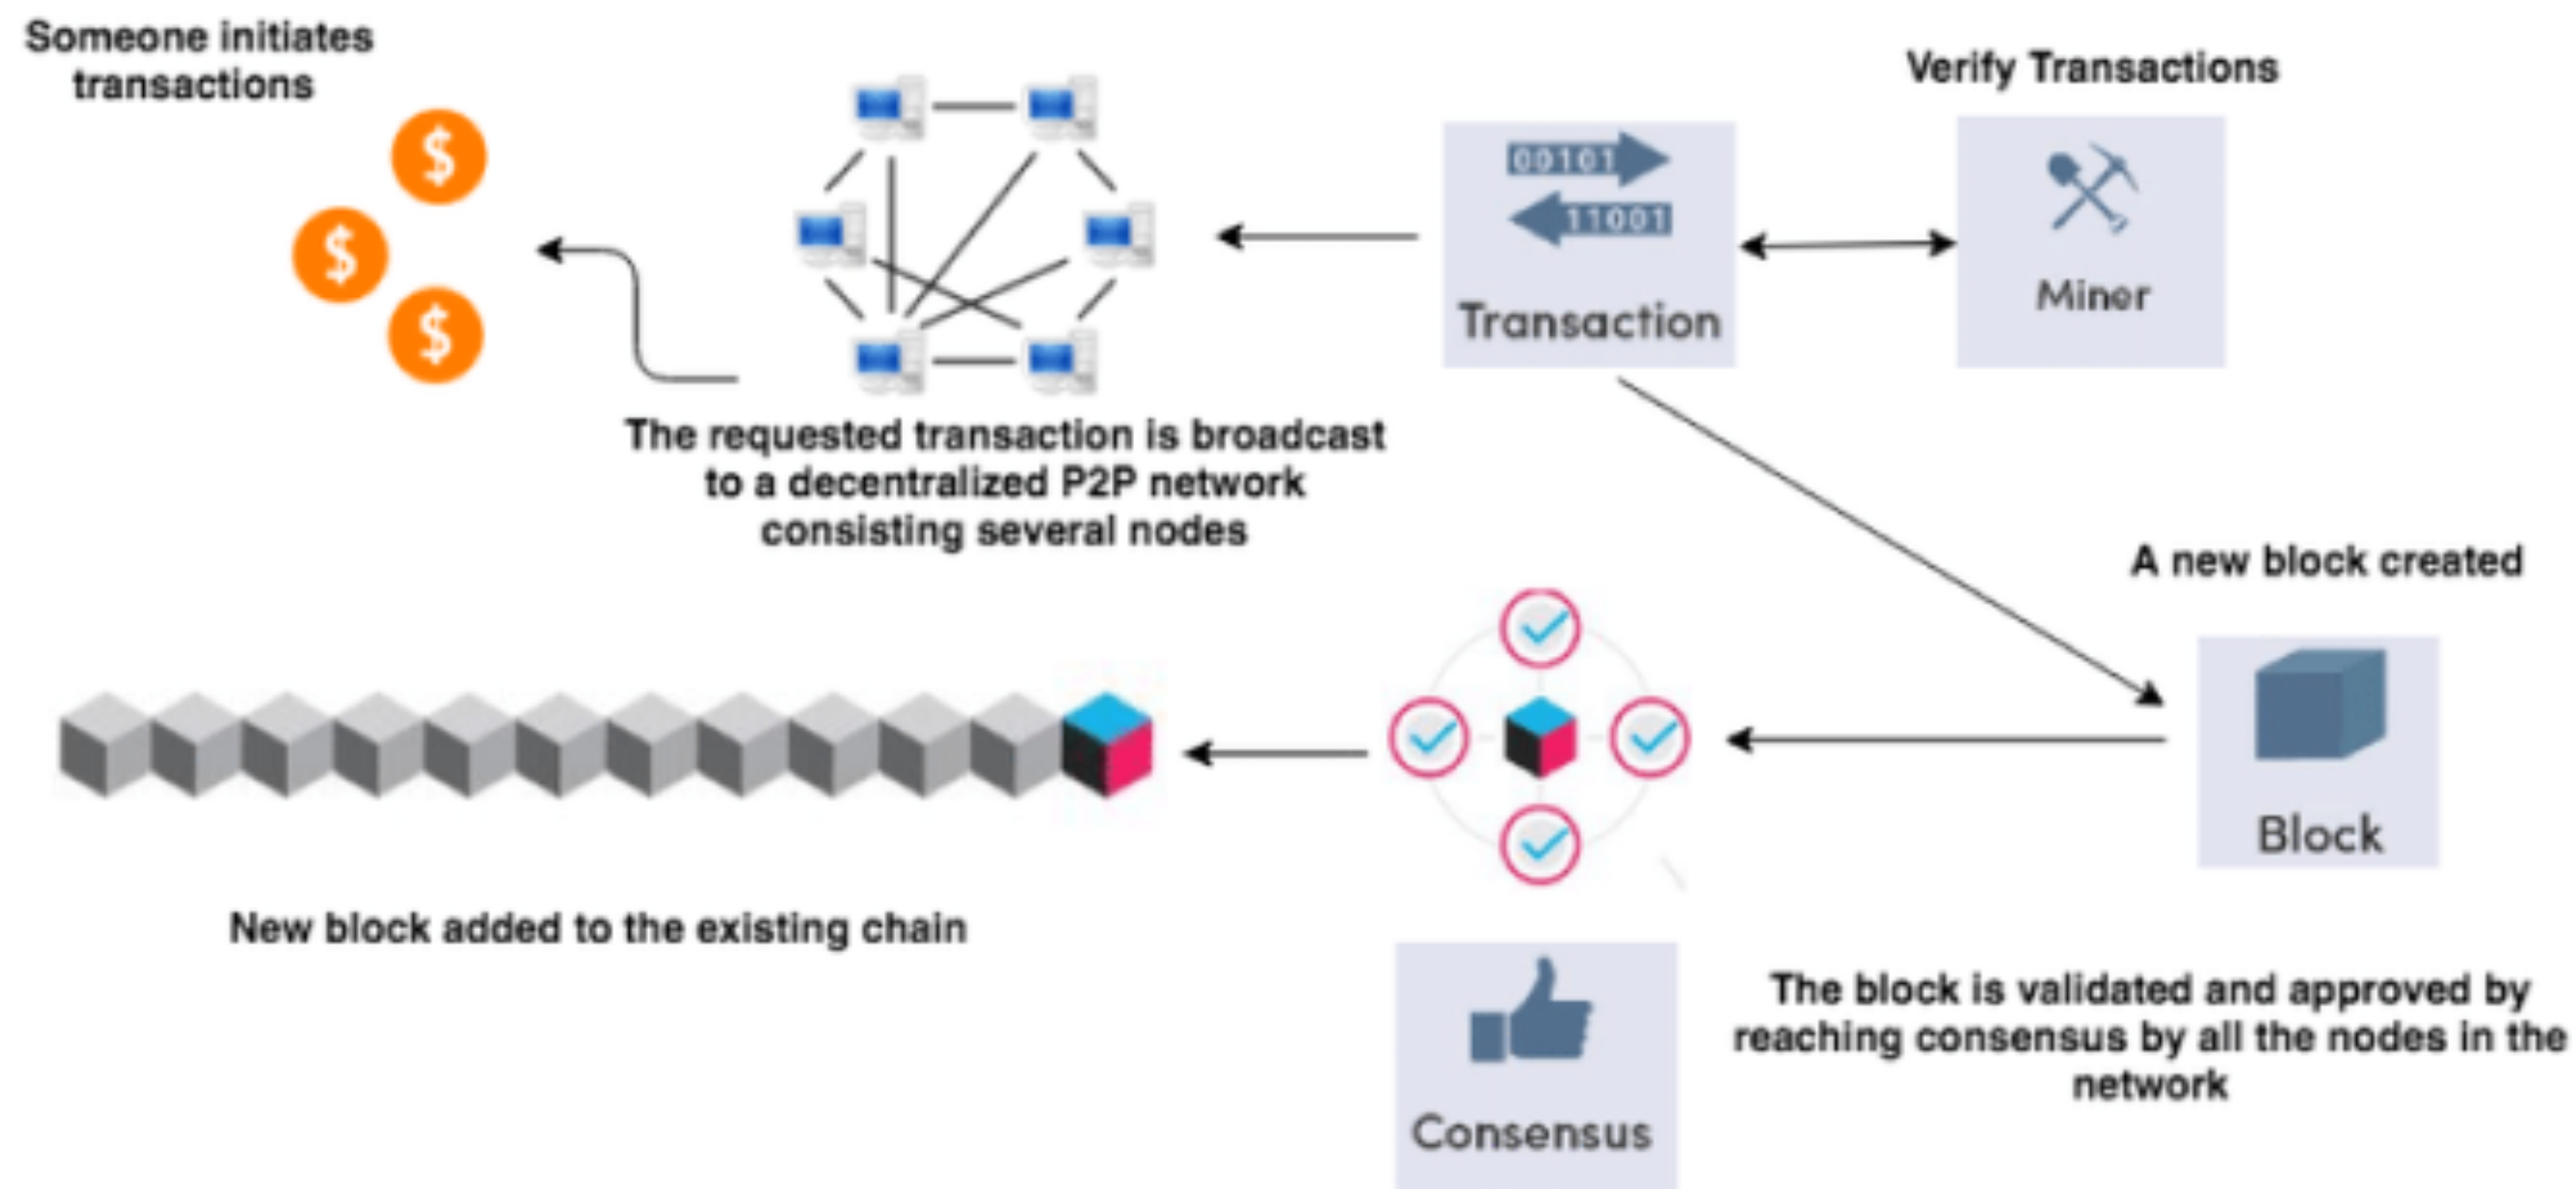 Someone initiates
transactions
$
$
$
The requested transaction is broadcast
to a decentralized P2P network
consisting several nodes
00101
11001
Transaction
Verify Transactions
Miner
A new block created
Block
The block is validated and approved by
reaching consensus by all the nodes in the
network
Consensus
New block added to the existing chain